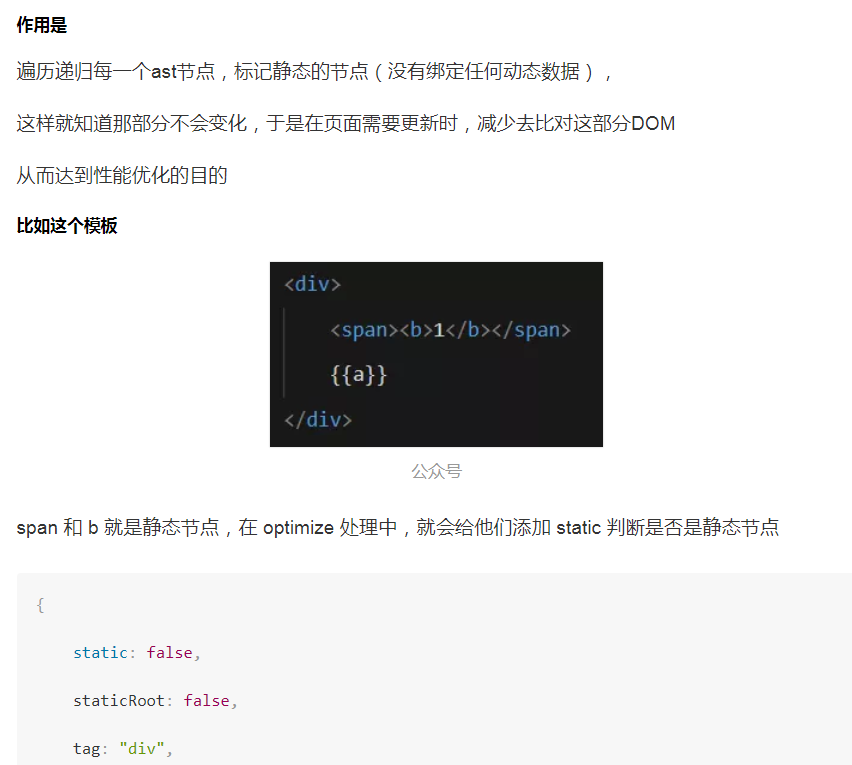 作用是
遍历递归每一个ast节点，标记静态的节点（没有绑定任何动态数据），
这样就知道那部分不会变化，于是在页面需要更新时，减少去比对这部分DOM
从而达到性能优化的目的
比如这个模板
<div>
<span><b>1</b></span>
{{a}}
</div>
公众号
span 和 b 就是静态节点，在 optimize 处理中，就会给他们添加 static 判断是否是静态节点
{
static: false,
staticRoot: false,
tag: "div",